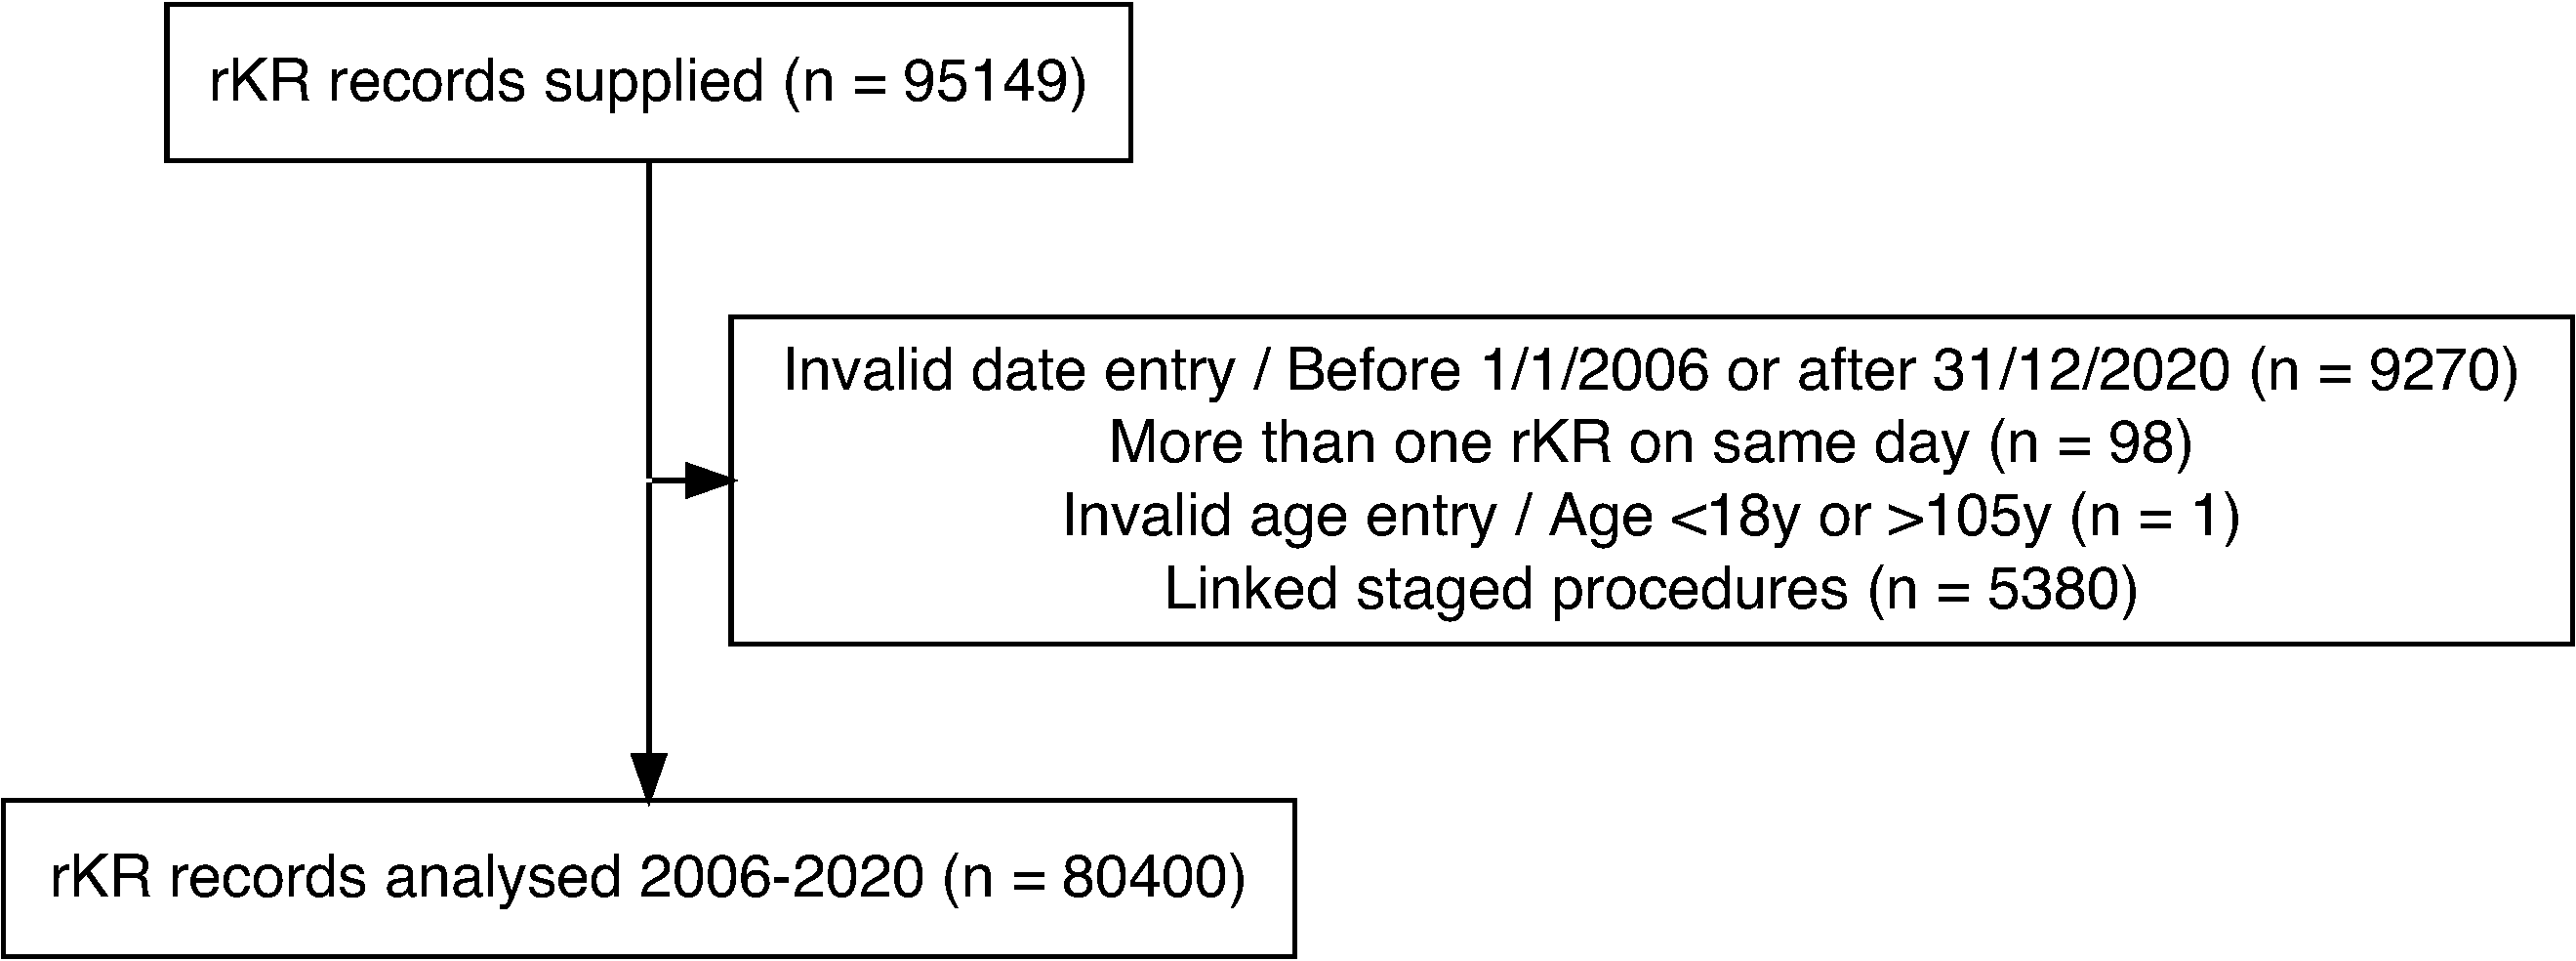 rKR records supplied (n = 95149)
Invalid date entry / Before 1/1/2006 or after 31/12/2020 (n = 9270)
More than one rKR on same day (n = 98)
Invalid age entry / Age <18y or >105y (n = 1)
Linked staged procedures (n = 5380)
rKR records analysed 2006-2020 (n = 80400)